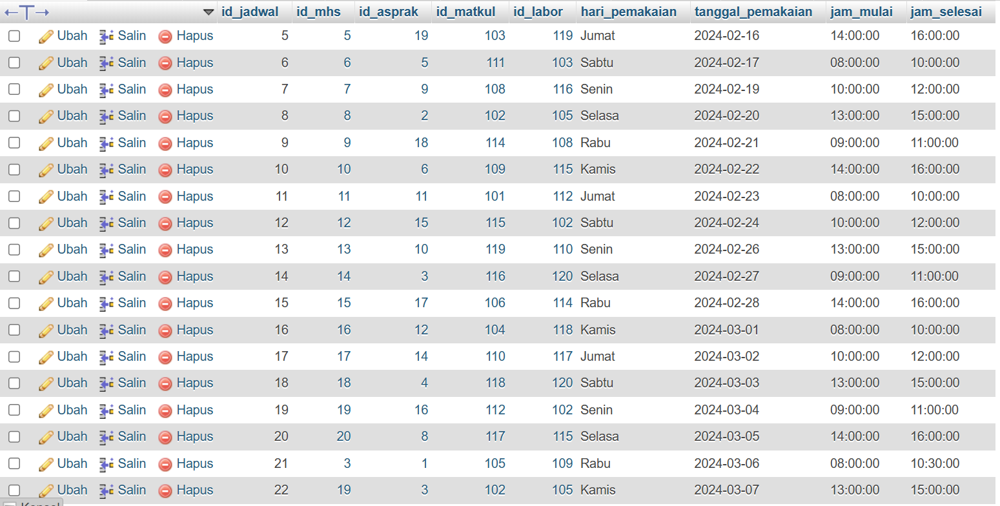 id_jadwal id_mhs id_asprak id_matkul id_labor hari_pemakaian tanggal_pemakaian jam_mulai jam_selesai
Ubah Salin Hapus 5 5 19 103 119 Jumat 2024-02-16 14:00:00 16:00:00
Ubah Salin Hapus 6 6 5 111 103 Sabtu 2024-02-17 08:00:00 10:00:00
Ubah Salin Hapus 7 7 9 108 116 Senin 2024-02-19 10:00:00 12:00:00
Ubah Salin Hapus 8 8 2 102 105 Selasa 2024-02-20 13:00:00 15:00:00
Ubah Salin Hapus 9 9 18 114 108 Rabu 2024-02-21 09:00:00 11:00:00
Ubah Salin Hapus 10 10 6 109 115 Kamis 2024-02-22 14:00:00 16:00:00
Ubah Salin Hapus 11 11 11 101 112 Jumat 2024-02-23 08:00:00 10:00:00
Ubah Salin Hapus 12 12 15 115 102 Sabtu 2024-02-24 10:00:00 12:00:00
Ubah Salin Hapus 13 13 10 119 110 Senin 2024-02-26 13:00:00 15:00:00
Ubah Salin Hapus 14 14 3 116 120 Selasa 2024-02-27 09:00:00 11:00:00
Ubah Salin Hapus 15 15 17 106 114 Rabu 2024-02-28 14:00:00 16:00:00
Ubah Salin Hapus 16 16 12 104 118 Kamis 2024-03-01 08:00:00 10:00:00
Ubah Salin Hapus 17 17 14 110 117 Jumat 2024-03-02 10:00:00 12:00:00
Ubah Salin Hapus 18 18 4 118 120 Sabtu 2024-03-03 13:00:00 15:00:00
Ubah Salin Hapus 19 19 16 112 102 Senin 2024-03-04 09:00:00 11:00:00
Ubah Salin Hapus 20 20 8 117 115 Selasa 2024-03-05 14:00:00 16:00:00
Ubah Salin Hapus 21 3 1 105 109 Rabu 2024-03-06 08:00:00 10:30:00
Ubah Salin Hapus 22 19 3 102 105 Kamis 2024-03-07 13:00:00 15:00:00